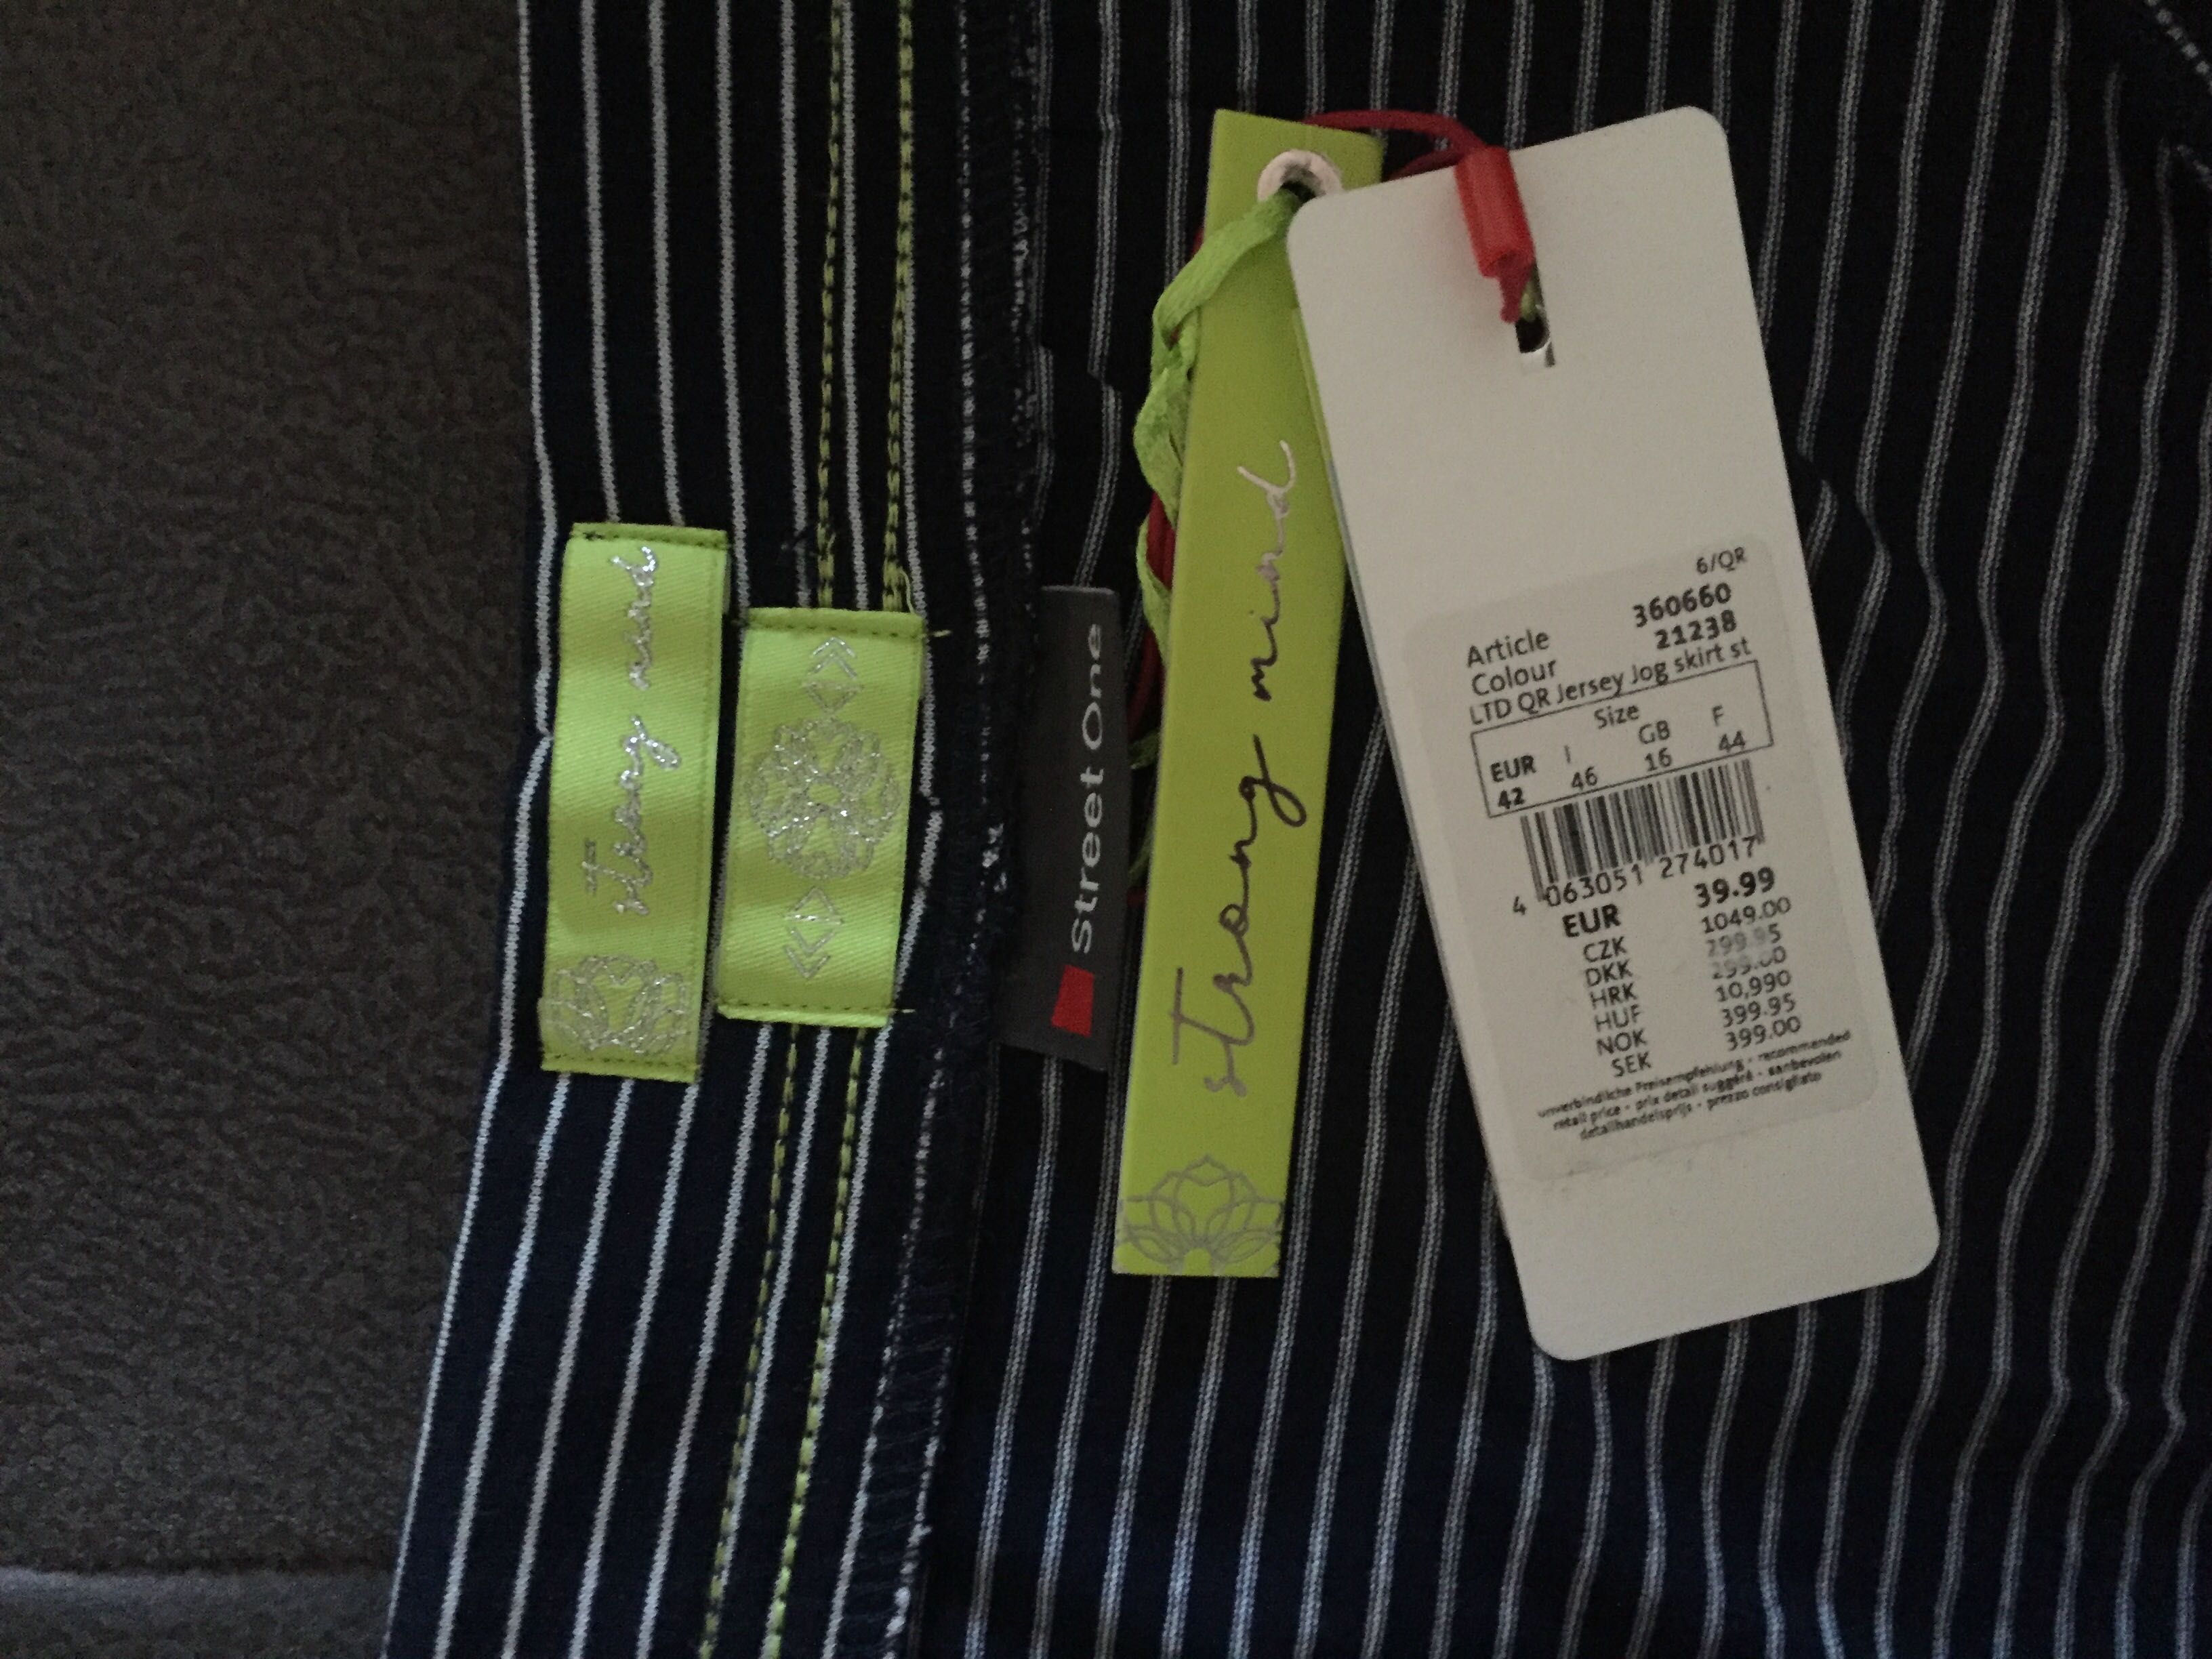 strong mind
Street One
strong mind
6/QR
Article 360660
Colour 21238
LTD QR Jersey Jog skirt st
Size
EUR I GB F
42 46 16 44
4 063051 274017
EUR 39.99
CZK 1049.00
DKK 299.95
HRK 299.00
HUF 10,990
NOK 399.95
SEK 399.00
unverbindliche Preisempfehlung - recommended
retail price - prix detail suggéré - aanbevolen
detailhandelsprijs - prezzo consigliato